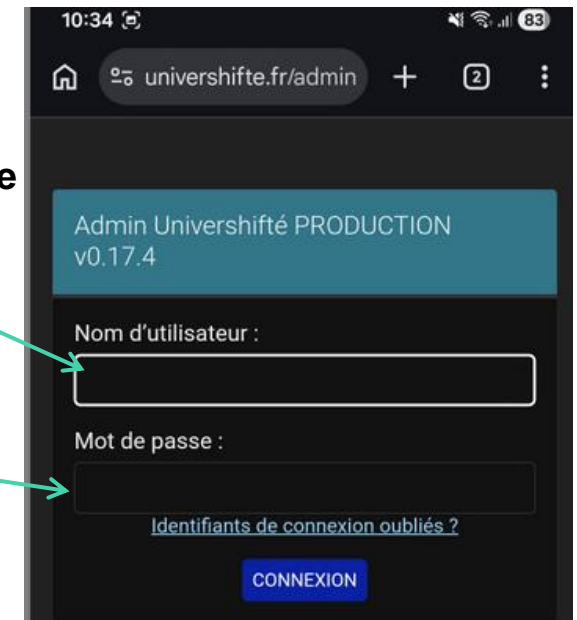 10:34
83
univershifte.fr/admin
2
e
Admin Univershifté PRODUCTION
v0.17.4
Nom d’utilisateur :
Mot de passe :
Identifiants de connexion oubliés ?
CONNEXION